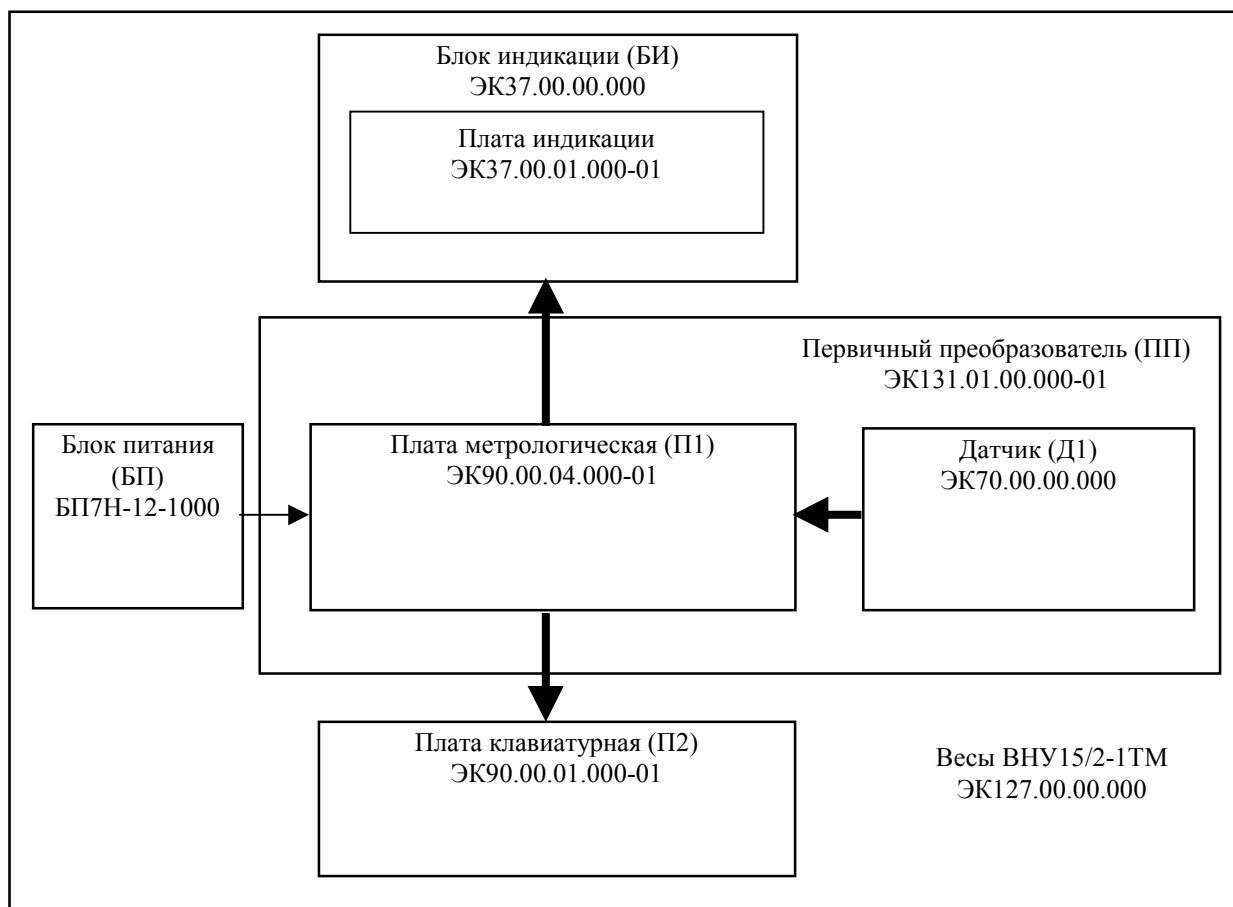 Блок индикации (БИ)
ЭК37.00.00.000
Плата индикации
ЭК37.00.01.000-01
Первичный преобразователь (ПП)
ЭК131.01.00.000-01
Блок питания
(БП)
БП7Н-12-1000
Плата метрологическая (П1)
ЭК90.00.04.000-01
Датчик (Д1)
ЭК70.00.00.000
Плата клавиатурная (П2)
ЭК90.00.01.000-01
Весы ВНУ15/2-1ТМ
ЭК127.00.00.000